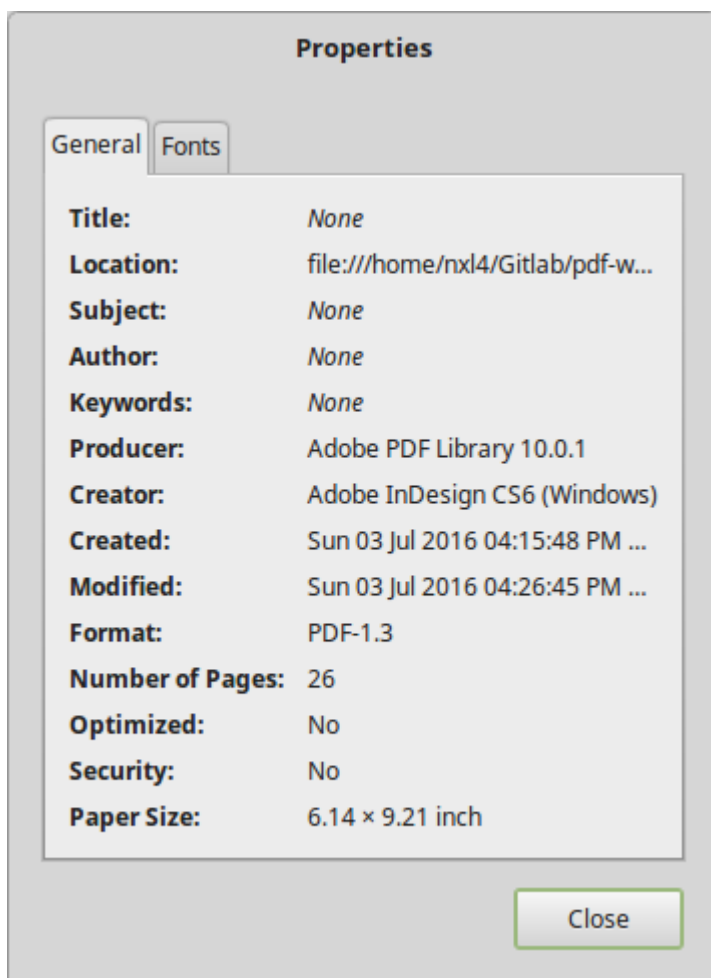 Properties
General Fonts
Title: None
Location: file:///home/nxl4/Gitlab/pdf-w...
Subject: None
Author: None
Keywords: None
Producer: Adobe PDF Library 10.0.1
Creator: Adobe InDesign CS6 (Windows)
Created: Sun 03 Jul 2016 04:15:48 PM ...
Modified: Sun 03 Jul 2016 04:26:45 PM ...
Format: PDF-1.3
Number of Pages: 26
Optimized: No
Security: No
Paper Size: 6.14 × 9.21 inch
Close